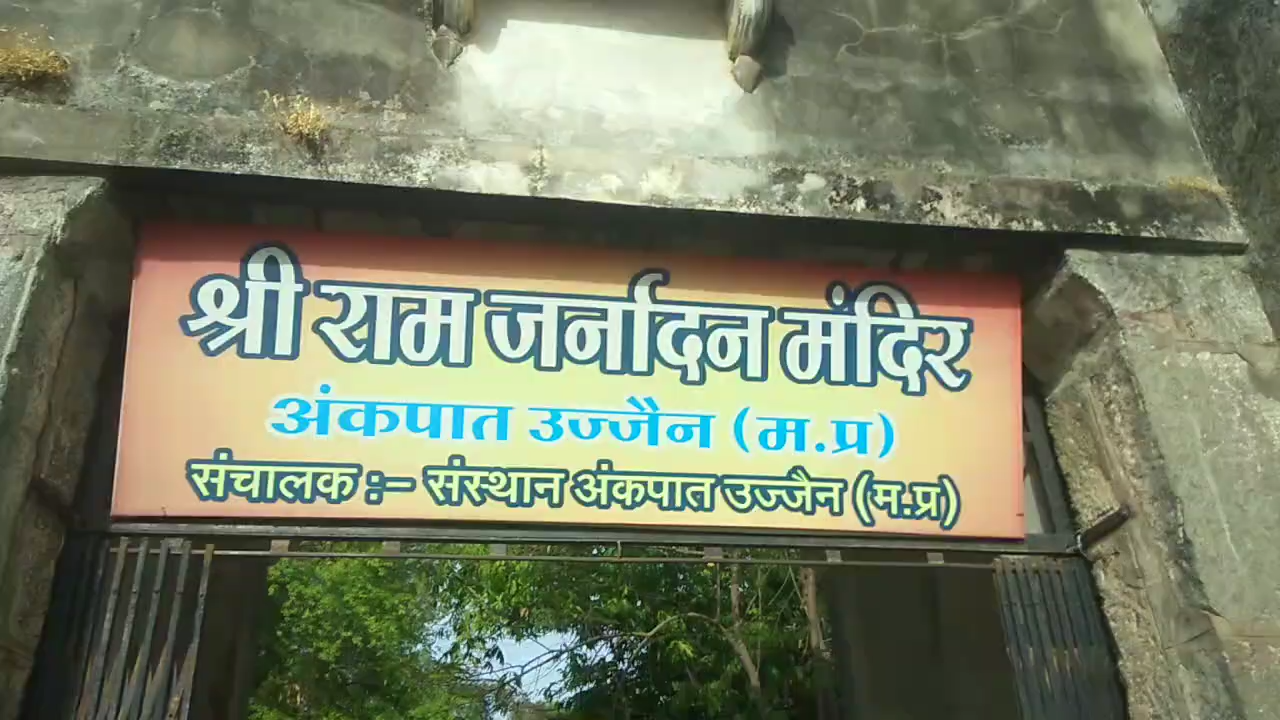 श्री राम जर्नादन मंदिर
अंकपात उज्जैन (म.प्र)
संचालक :- संस्थान अंकपात उज्जैन (म.प्र)